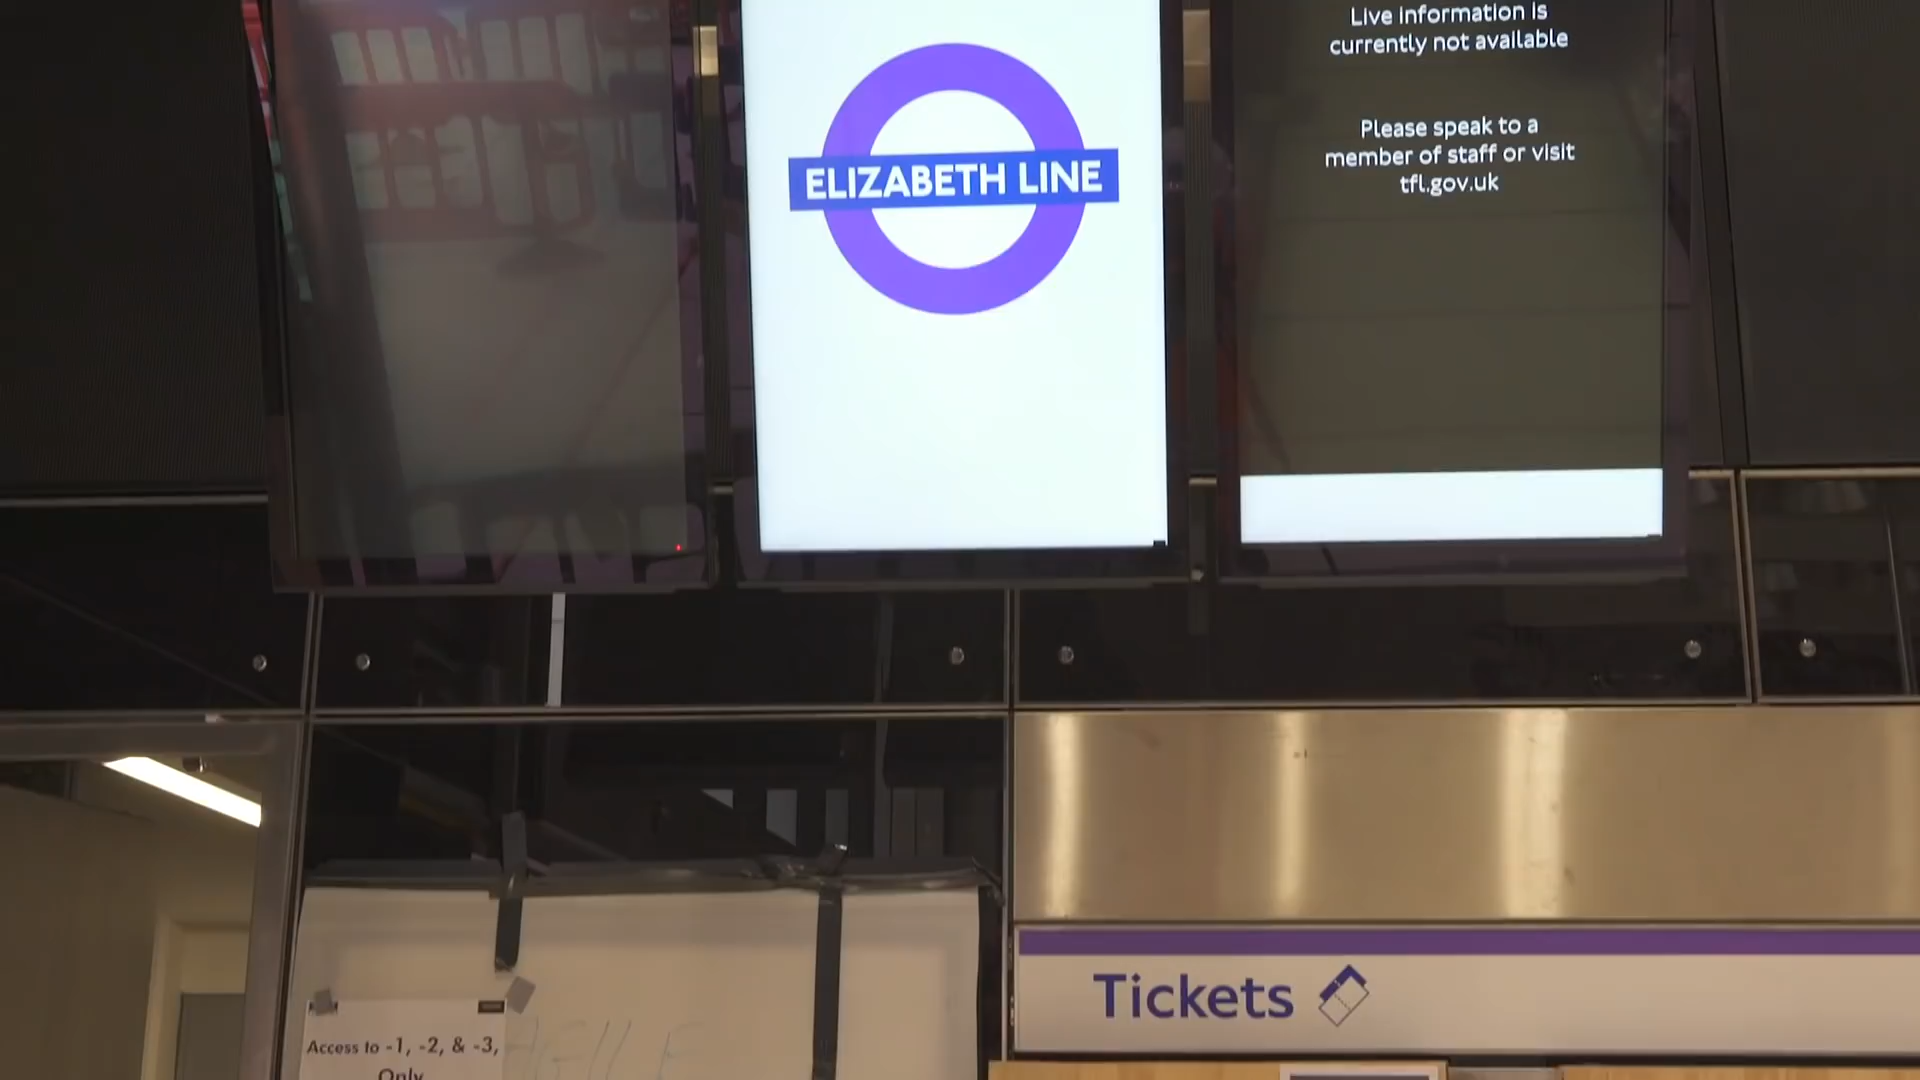 Live information is
currently not available
Please speak to a
member of staff or visit
tfl.gov.uk
ELIZABETH LINE
Tickets
Access to -1, -2, & -3,
Only